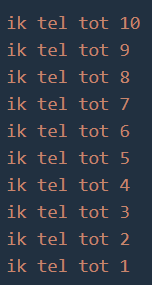 ik tel tot 10
ik tel tot 9
ik tel tot 8
ik tel tot 7
ik tel tot 6
ik tel tot 5
ik tel tot 4
ik tel tot 3
ik tel tot 2
ik tel tot 1